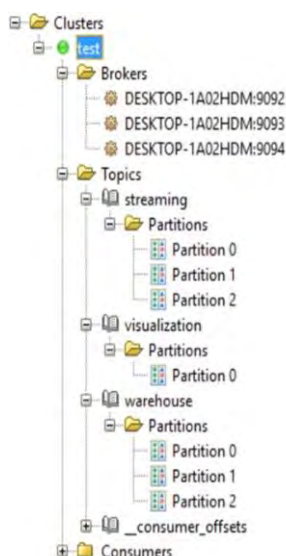 Clusters
test
Brokers
DESKTOP-1A02HDM:9092
DESKTOP-1A02HDM:9093
DESKTOP-1A02HDM:9094
Topics
streaming
Partitions
Partition 0
Partition 1
Partition 2
visualization
Partitions
Partition 0
warehouse
Partitions
Partition 0
Partition 1
Partition 2
__consumer_offsets
Consumers